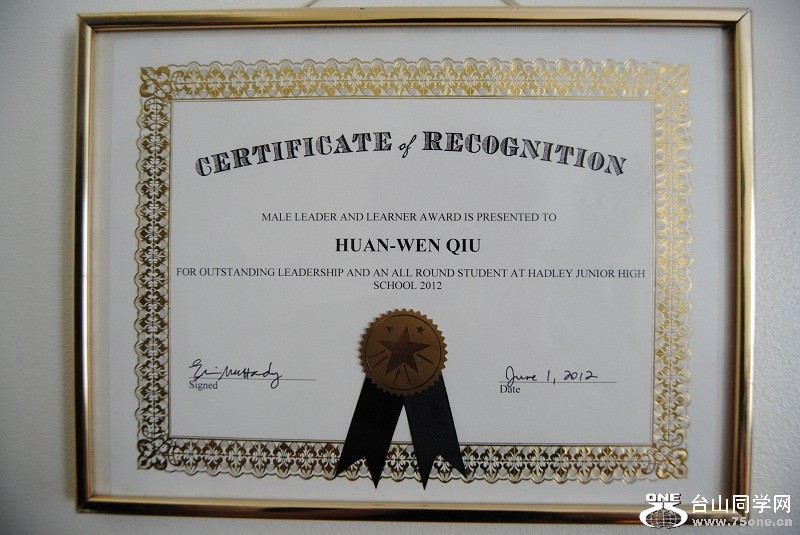 CERTIFICATE of RECOGNITION
MALE LEADER AND LEARNER AWARD IS PRESENTED TO
HUAN-WEN QIU
FOR OUTSTANDING LEADERSHIP AND AN ALL ROUND STUDENT AT HADLEY JUNIOR HIGH
SCHOOL 2012
June 1, 2012
Signed
Date
ONE 台山同学网
www.75one.cn